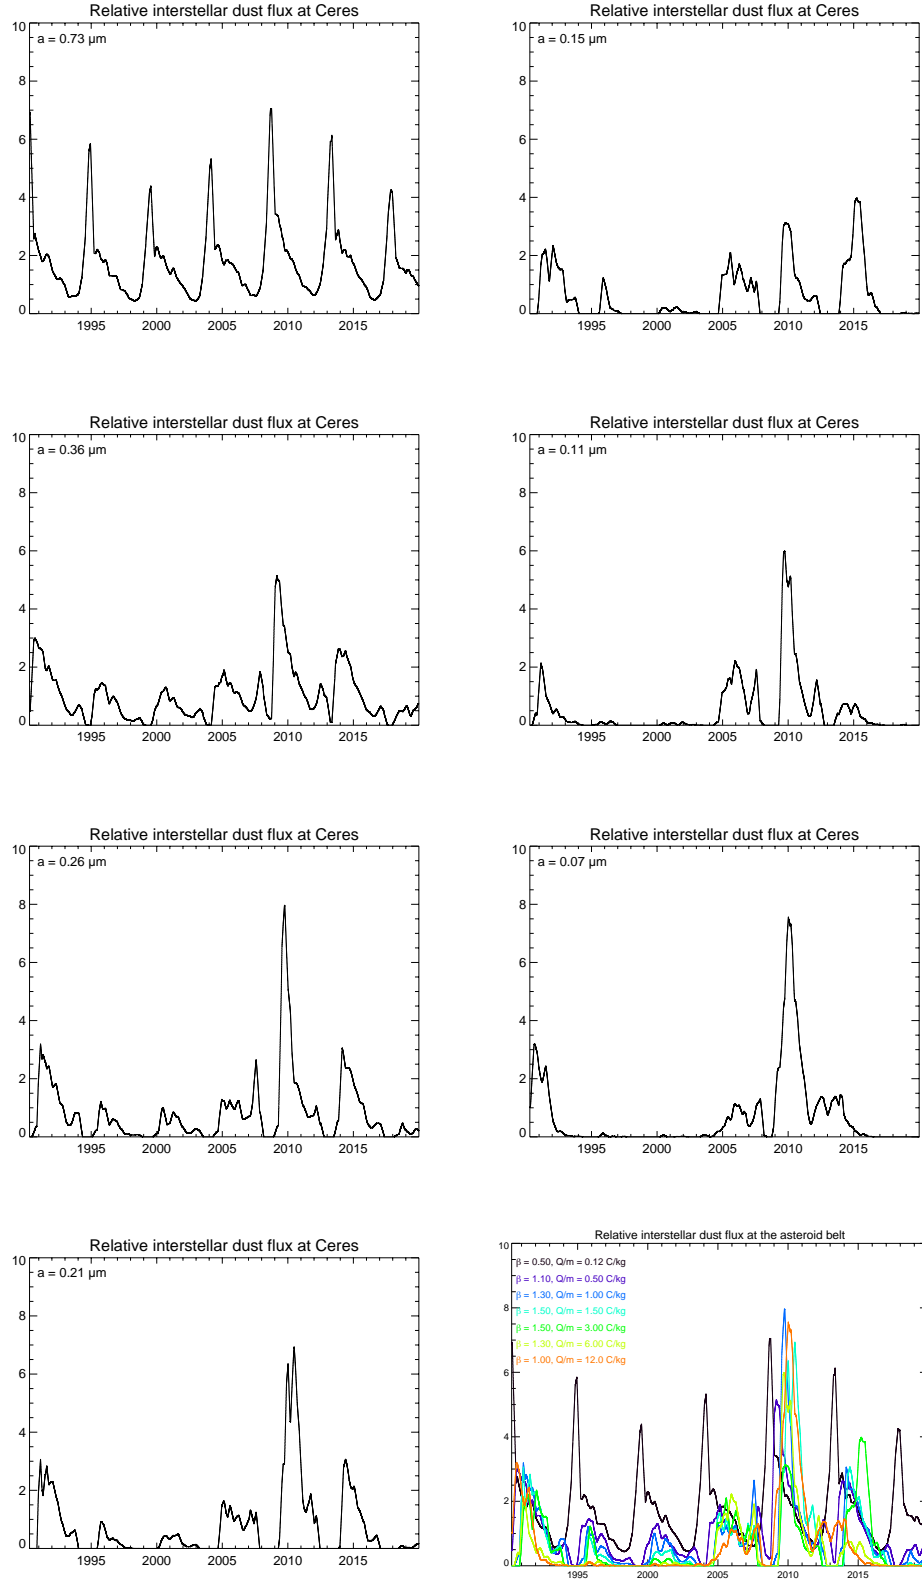 Relative interstellar dust flux at Ceres
a = 0.73 µm
10
8
6
4
2
0
1995 2000 2005 2010 2015
Relative interstellar dust flux at Ceres
a = 0.15 µm
10
8
6
4
2
0
1995 2000 2005 2010 2015
Relative interstellar dust flux at Ceres
a = 0.36 µm
10
8
6
4
2
0
1995 2000 2005 2010 2015
Relative interstellar dust flux at Ceres
a = 0.11 µm
10
8
6
4
2
0
1995 2000 2005 2010 2015
Relative interstellar dust flux at Ceres
a = 0.26 µm
10
8
6
4
2
0
1995 2000 2005 2010 2015
Relative interstellar dust flux at Ceres
a = 0.07 µm
10
8
6
4
2
0
1995 2000 2005 2010 2015
Relative interstellar dust flux at Ceres
a = 0.21 µm
10
8
6
4
2
0
1995 2000 2005 2010 2015
Relative interstellar dust flux at the asteroid belt
β = 0.50, Q/m = 0.12 C/kg
β = 1.10, Q/m = 0.50 C/kg
β = 1.30, Q/m = 1.00 C/kg
β = 1.50, Q/m = 1.50 C/kg
β = 1.50, Q/m = 3.00 C/kg
β = 1.30, Q/m = 6.00 C/kg
β = 1.00, Q/m = 12.0 C/kg
10
8
6
4
2
0
1995 2000 2005 2010 2015